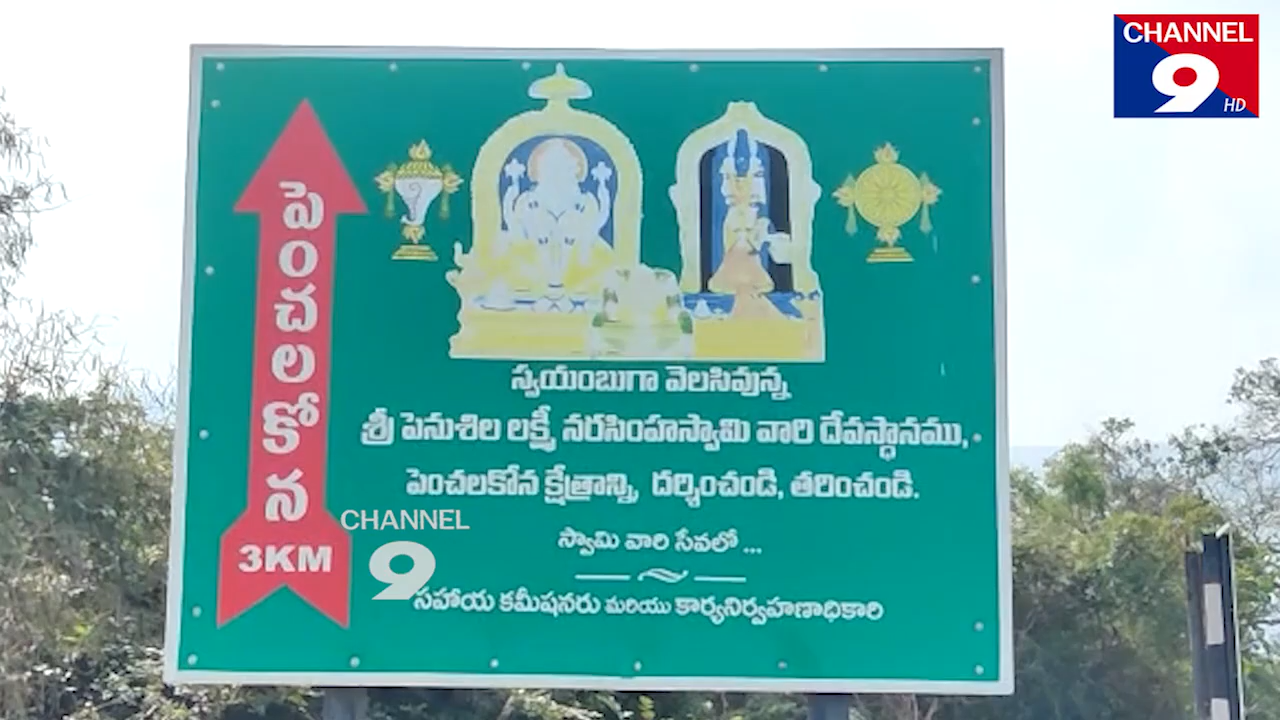 CHANNEL
9
HD
పెంచలకోన
3KM
స్వయంబుగా వెలసివున్న
శ్రీ పెనుశిల లక్ష్మీ నరసింహస్వామి వారి దేవస్థానము,
పెంచలకోన క్షేత్రాన్ని, దర్శించండి, తరించండి.
స్వామి వారి సేవలో ...
CHANNEL
9
సహాయ కమీషనరు మరియు కార్యనిర్వహణాధికారి